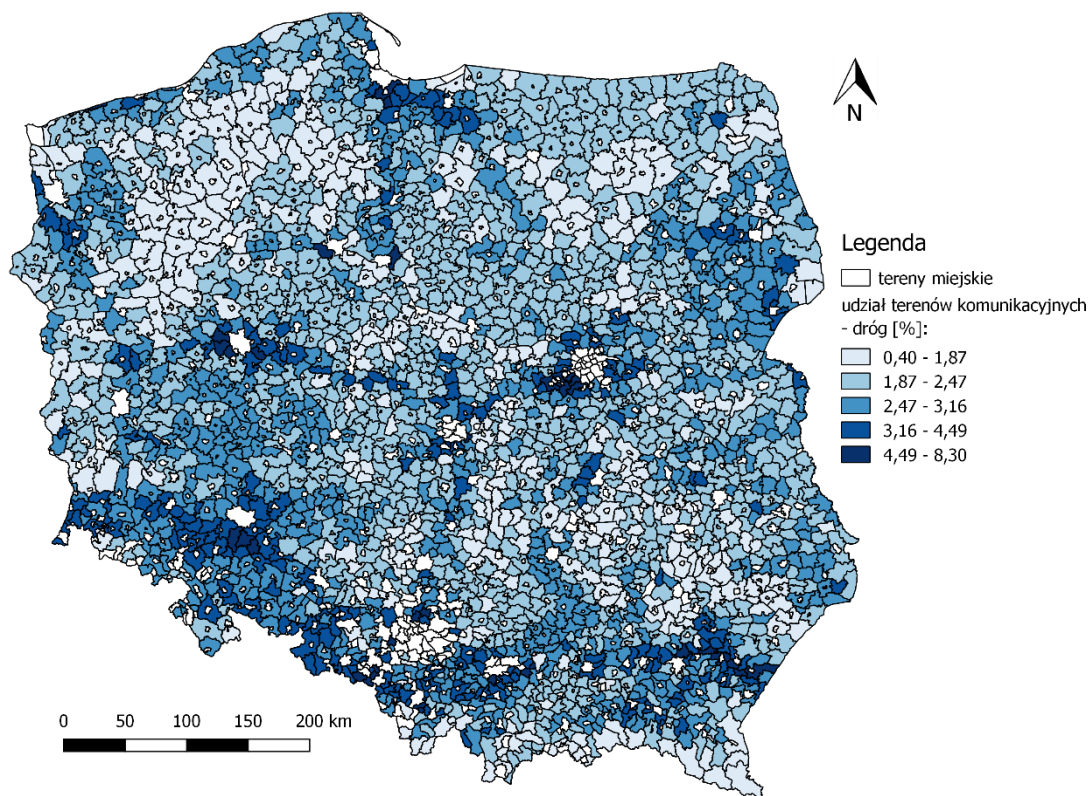 N
Legenda
tereny miejskie
udział terenów komunikacyjnych
- dróg [%]:
0,40 - 1,87
1,87 - 2,47
2,47 - 3,16
3,16 - 4,49
4,49 - 8,30
0 50 100 150 200 km